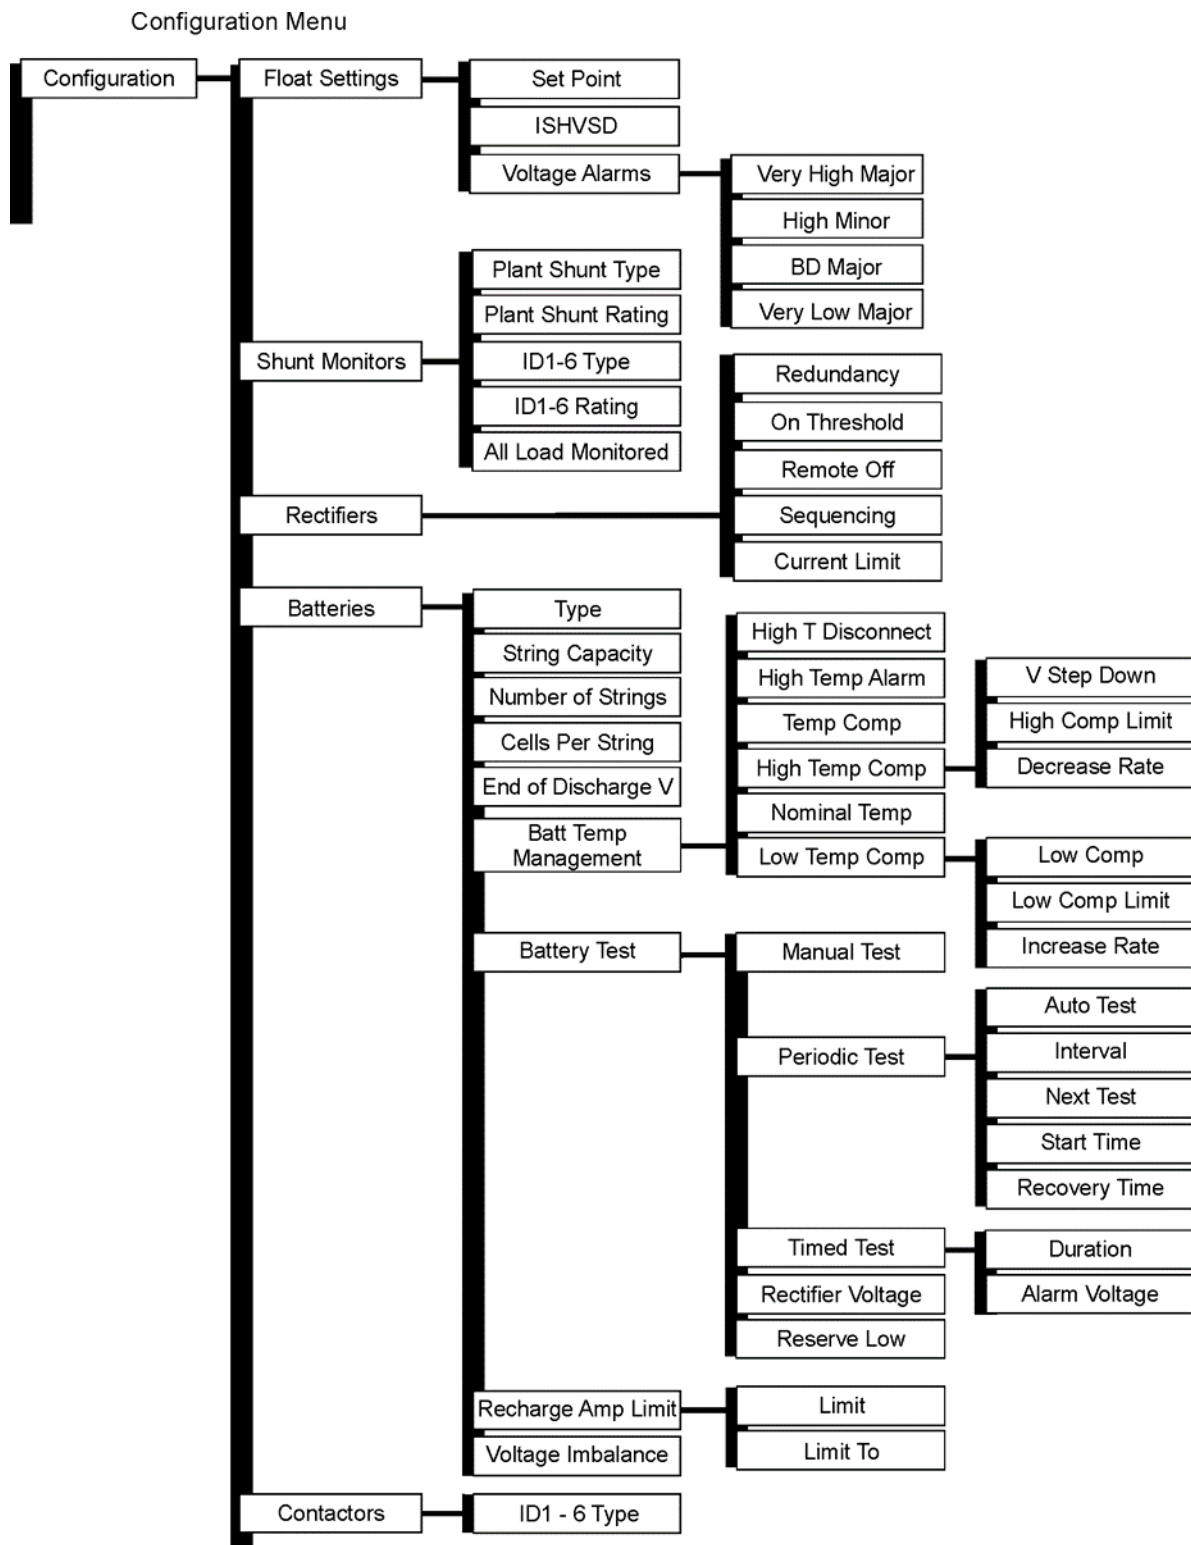 Configuration Menu
Configuration
Float Settings
Set Point
ISHVSD
Voltage Alarms
Very High Major
High Minor
BD Major
Very Low Major
Shunt Monitors
Plant Shunt Type
Plant Shunt Rating
ID1-6 Type
ID1-6 Rating
All Load Monitored
Rectifiers
Redundancy
On Threshold
Remote Off
Sequencing
Current Limit
Batteries
Type
String Capacity
Number of Strings
Cells Per String
End of Discharge V
Batt Temp
Management
High T Disconnect
High Temp Alarm
Temp Comp
High Temp Comp
V Step Down
High Comp Limit
Decrease Rate
Nominal Temp
Low Temp Comp
Low Comp
Low Comp Limit
Increase Rate
Battery Test
Manual Test
Periodic Test
Auto Test
Interval
Next Test
Start Time
Recovery Time
Timed Test
Duration
Alarm Voltage
Rectifier Voltage
Reserve Low
Recharge Amp Limit
Limit
Limit To
Voltage Imbalance
Contactors
ID1 - 6 Type